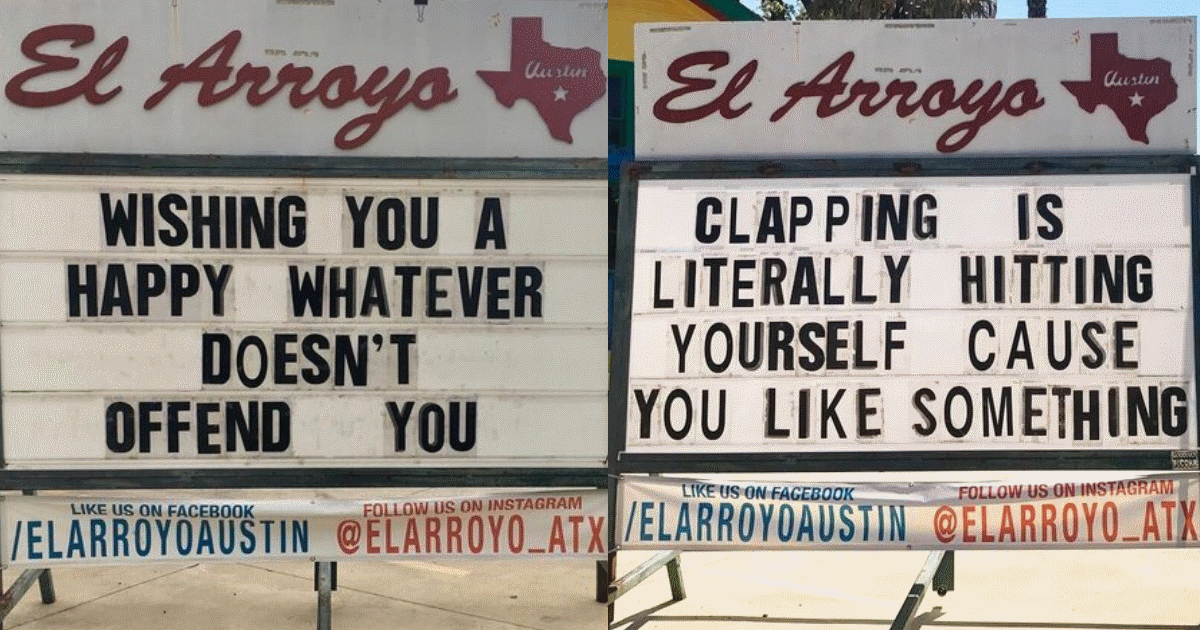 El Arroyo
Austin
WISHING YOU A
HAPPY WHATEVER
DOESN'T
OFFEND YOU
LIKE US ON FACEBOOK
/ELARROYOAUSTIN
FOLLOW US ON INSTAGRAM
@ELARROYO_ATX
El Arroyo
Austin
CLAPPING IS
LITERALLY HITTING
YOURSELF CAUSE
YOU LIKE SOMETHING
LIKE US ON FACEBOOK
/ELARROYOAUSTIN
FOLLOW US ON INSTAGRAM
@ELARROYO_ATX